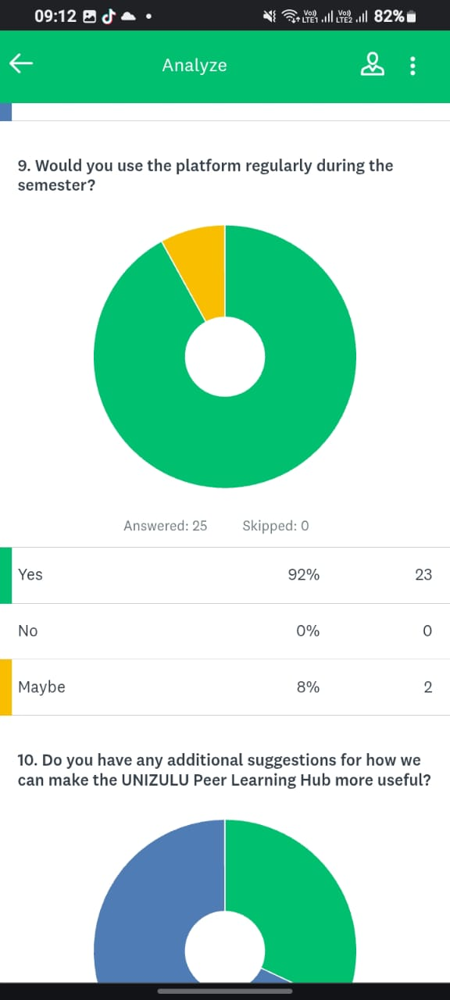 09:12
Vo)) LTE1 Vo)) LTE2 82%
Analyze
9. Would you use the platform regularly during the
semester?
Answered: 25 Skipped: 0
Yes 92% 23
No 0% 0
Maybe 8% 2
10. Do you have any additional suggestions for how we
can make the UNIZULU Peer Learning Hub more useful?